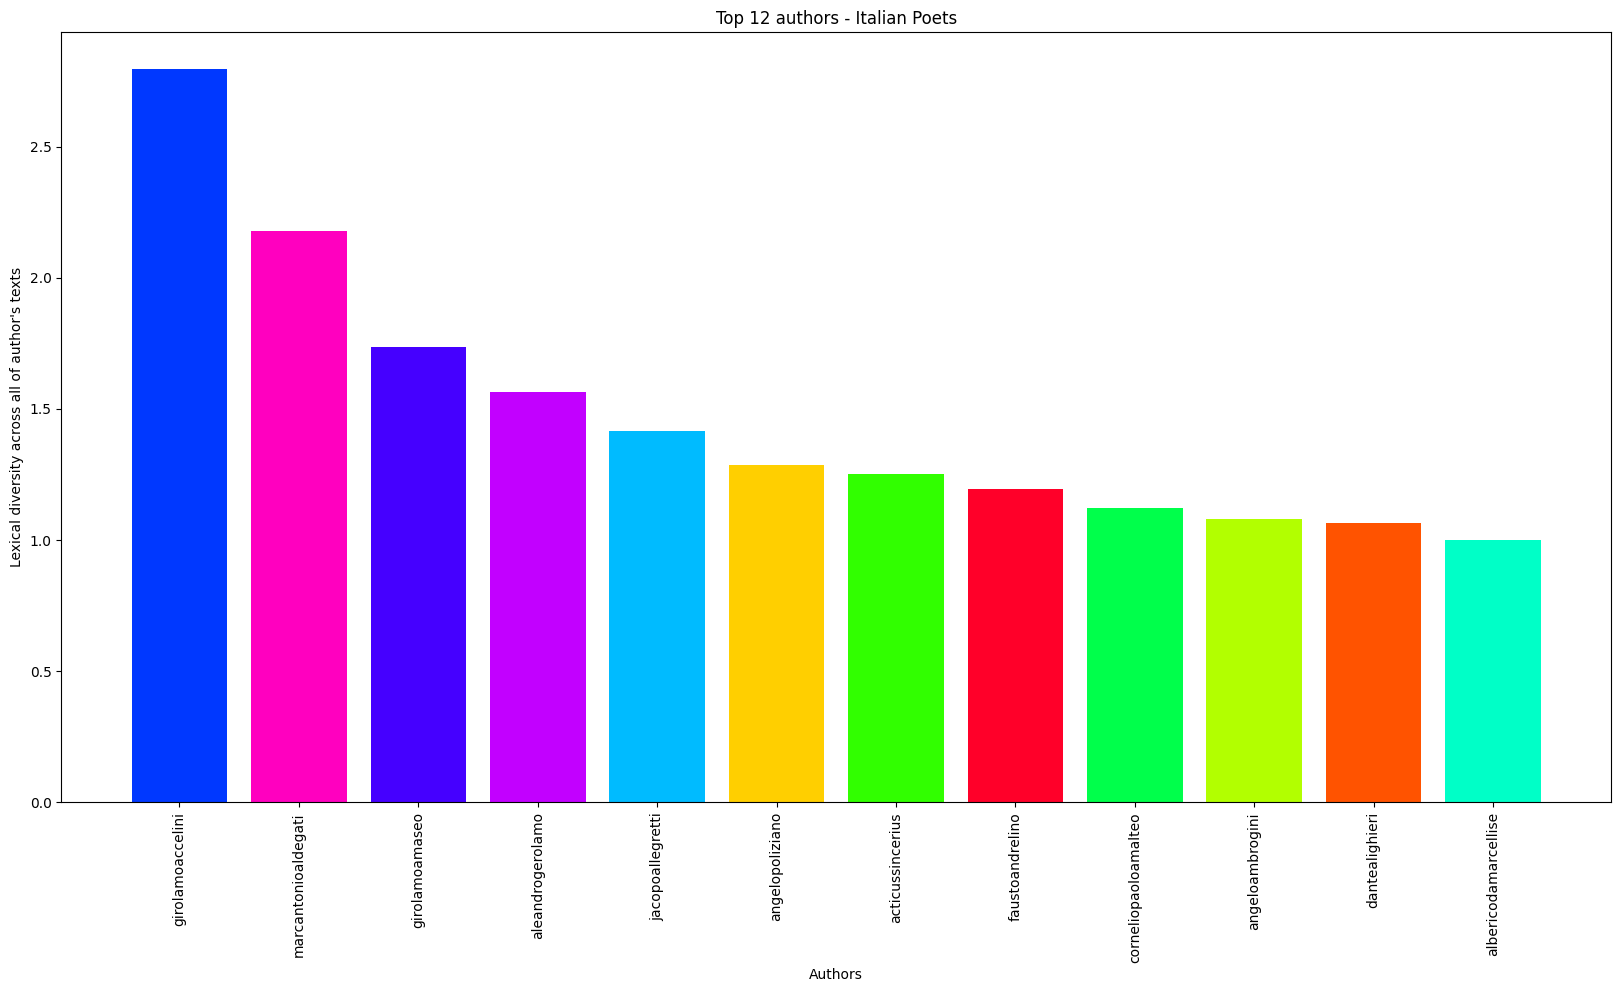 Top 12 authors - Italian Poets
Lexical diversity across all of author's texts
2.5
2.0
1.5
1.0
0.5
0.0
girolamoaccelini
marcantonioaldegati
girolamoamaseo
aleandrogerolamo
jacopoallegretti
angelopoliziano
acticussincerius
faustoandrelino
corneliopaoloamalteo
angeloambrogini
dantealighieri
albericodamarcellise
Authors